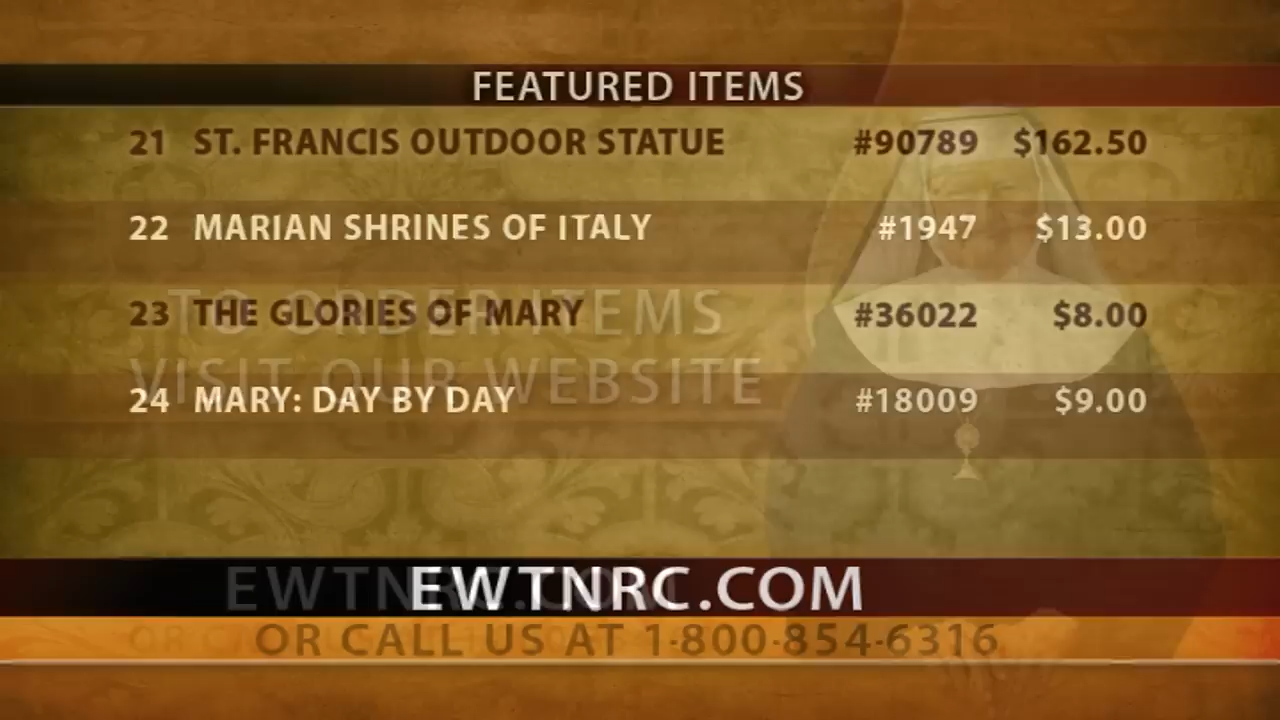 FEATURED ITEMS
21 ST. FRANCIS OUTDOOR STATUE #90789 $162.50
22 MARIAN SHRINES OF ITALY #1947 $13.00
23 THE GLORIES OF MARY #36022 $8.00
TO ORDER ITEMS
VISIT OUR WEBSITE
24 MARY: DAY BY DAY #18009 $9.00
EWTNRC.COM
EWTNRC.COM
OR CALL US AT 1-800-854-6316